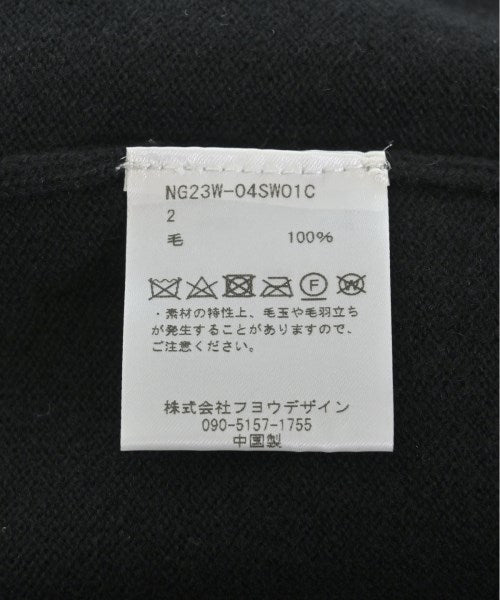 NG23W-04SW01C
2
毛 100%
F W
・素材の特性上、毛玉や毛羽立ち
が発生することがありますので、
ご注意ください。
株式会社フヨウデザイン
090-5157-1755
中国製